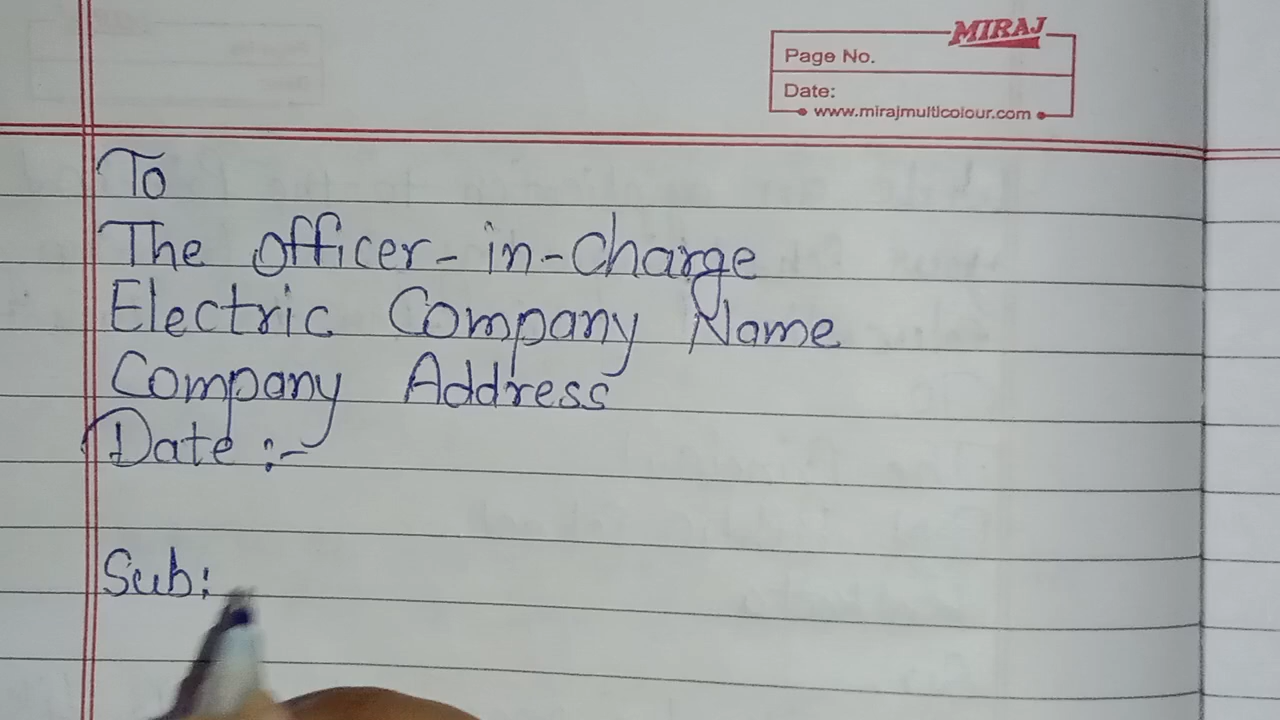 MIRAJ
Page No.
Date:
www.mirajmulticolour.com
To
The Officer-in-Charge
Electric Company Name
Company Address
Date :-
Sub: